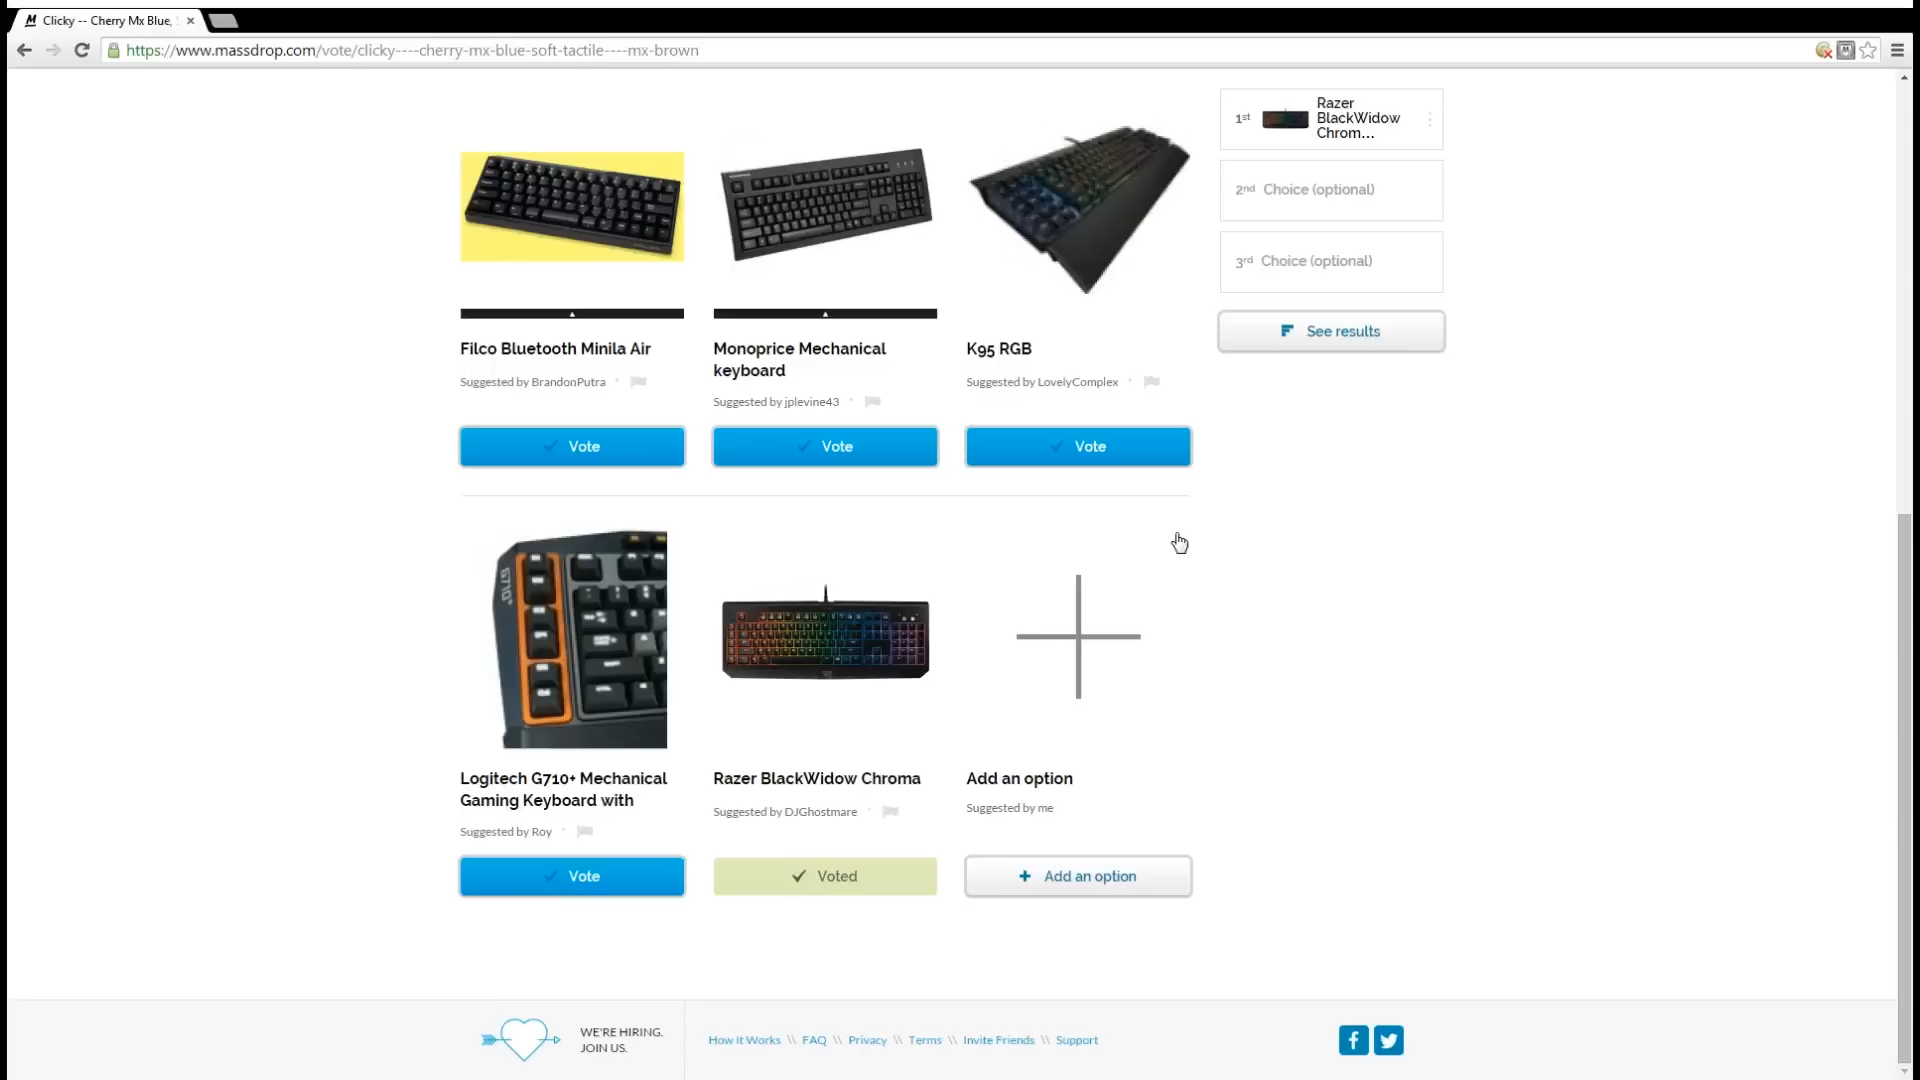 Clicky -- Cherry Mx Blue,
https://www.massdrop.com/vote/clicky----cherry-mx-blue-soft-tactile----mx-brown
1st
Razer
BlackWidow
Chrom...
2nd Choice (optional)
3rd Choice (optional)
See results
Filco Bluetooth Minila Air
Suggested by BrandonPutra
Vote
Monoprice Mechanical
keyboard
Suggested by jplevine43
Vote
K95 RGB
Suggested by LovelyComplex
Vote
G710+
Logitech G710+ Mechanical
Gaming Keyboard with
Suggested by Roy
Vote
Razer BlackWidow Chroma
Suggested by DJGhostmare
Voted
Add an option
Suggested by me
Add an option
WE'RE HIRING.
JOIN US.
How It Works \\ FAQ \\ Privacy \\ Terms \\ Invite Friends \\ Support